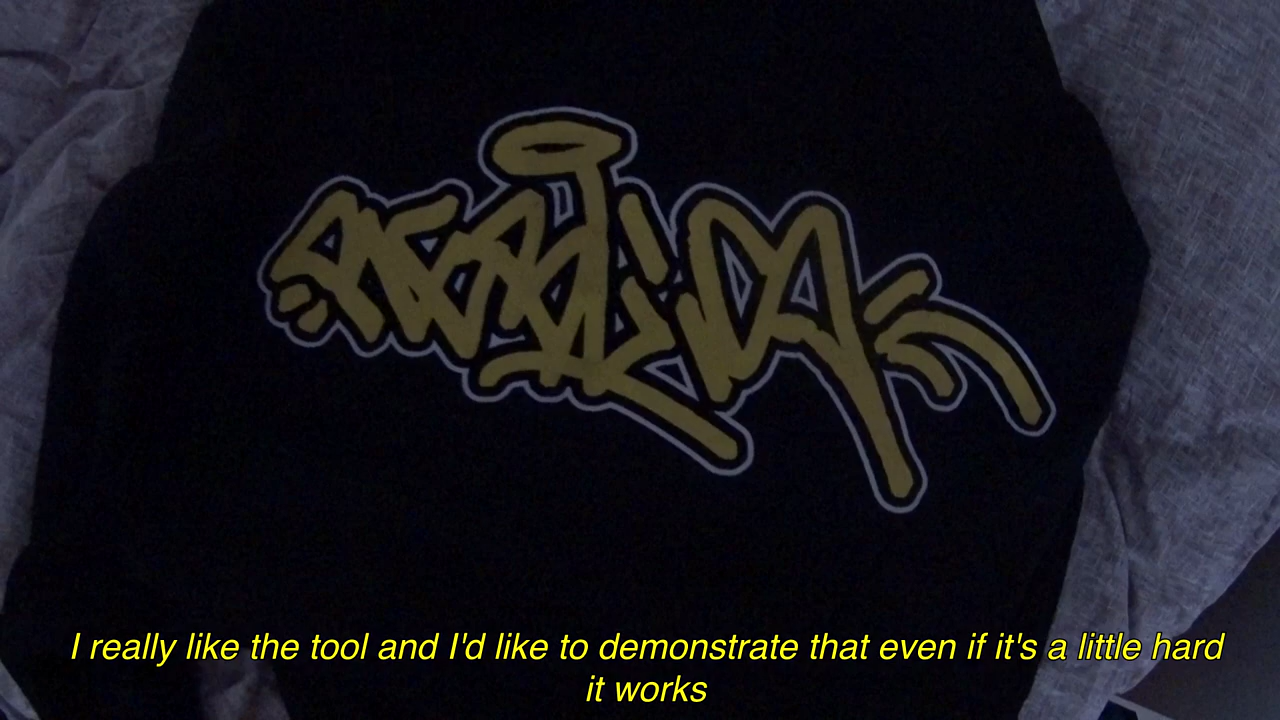 I really like the tool and I'd like to demonstrate that even if it's a little hard
it works